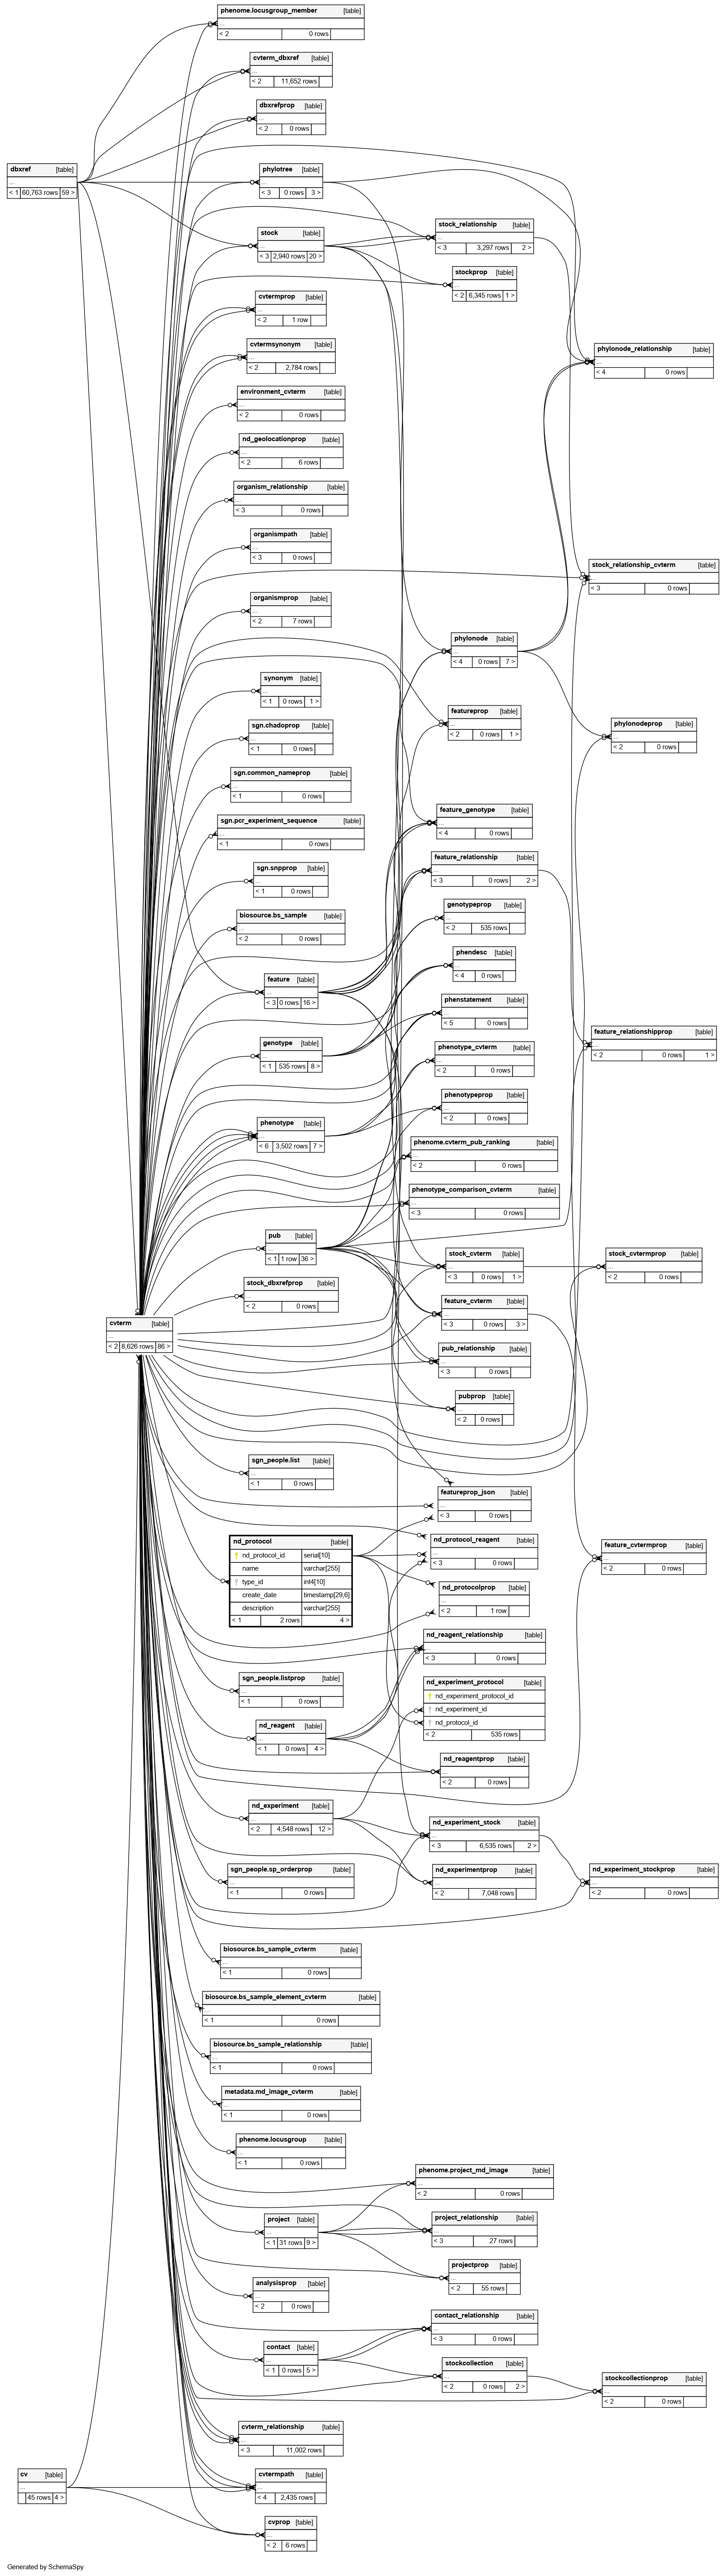 phenome.locusgroup_member [table]
...
< 2 0 rows
cvterm_dbxref [table]
...
< 2 11,652 rows
dbxrefprop [table]
...
< 2 0 rows
dbxref [table]
...
< 1 60,763 rows 59 >
phylotree [table]
...
< 3 0 rows 3 >
stock [table]
...
< 3 2,940 rows 20 >
stock_relationship [table]
...
< 3 3,297 rows 2 >
stockprop [table]
...
< 2 6,345 rows 1 >
cvtermprop [table]
...
< 2 1 row
cvtermsynonym [table]
...
< 2 2,784 rows
phylonode_relationship [table]
...
< 4 0 rows
environment_cvterm [table]
...
< 2 0 rows
nd_geolocationprop [table]
...
< 2 6 rows
organism_relationship [table]
...
< 3 0 rows
organismpath [table]
...
< 3 0 rows
stock_relationship_cvterm [table]
...
< 3 0 rows
organismprop [table]
...
< 2 7 rows
phylonode [table]
...
< 4 0 rows 7 >
synonym [table]
...
< 1 0 rows 1 >
featureprop [table]
...
< 2 0 rows 1 >
phylonodeprop [table]
...
< 2 0 rows
sgn.chadoprop [table]
...
< 1 0 rows
sgn.common_nameprop [table]
...
< 1 0 rows
sgn.pcr_experiment_sequence [table]
...
< 1 0 rows
feature_genotype [table]
...
< 4 0 rows
feature_relationship [table]
...
< 3 0 rows 2 >
sgn.snpprop [table]
...
< 1 0 rows
genotypeprop [table]
...
< 2 535 rows
biosource.bs_sample [table]
...
< 2 0 rows
phendesc [table]
...
< 4 0 rows
feature [table]
...
< 3 0 rows 16 >
phenstatement [table]
...
< 5 0 rows
genotype [table]
...
< 1 535 rows 8 >
phenotype_cvterm [table]
...
< 2 0 rows
feature_relationshipprop [table]
...
< 2 0 rows 1 >
phenotypeprop [table]
...
< 2 0 rows
phenotype [table]
...
< 6 3,502 rows 7 >
phenome.cvterm_pub_ranking [table]
...
< 2 0 rows
phenotype_comparison_cvterm [table]
...
< 3 0 rows
pub [table]
...
< 1 1 row 36 >
stock_cvterm [table]
...
< 3 0 rows 1 >
stock_cvtermprop [table]
...
< 2 0 rows
stock_dbxrefprop [table]
...
< 2 0 rows
feature_cvterm [table]
...
< 3 0 rows 3 >
cvterm [table]
...
< 2 8,626 rows 86 >
pub_relationship [table]
...
< 3 0 rows
pubprop [table]
...
< 2 0 rows
sgn_people.list [table]
...
< 1 0 rows
featureprop_json [table]
...
< 3 0 rows
nd_protocol [table]
nd_protocol_id serial[10]
name varchar[255]
type_id int4[10]
create_date timestamp[29,6]
description varchar[255]
< 1 2 rows 4 >
nd_protocol_reagent [table]
...
< 3 0 rows
feature_cvtermprop [table]
...
< 2 0 rows
nd_protocolprop [table]
...
< 2 1 row
nd_reagent_relationship [table]
...
< 3 0 rows
sgn_people.listprop [table]
...
< 1 0 rows
nd_experiment_protocol [table]
nd_experiment_protocol_id
nd_experiment_id
nd_protocol_id
< 2 535 rows
nd_reagent [table]
...
< 1 0 rows 4 >
nd_reagentprop [table]
...
< 2 0 rows
nd_experiment [table]
...
< 2 4,548 rows 12 >
nd_experiment_stock [table]
...
< 3 6,535 rows 2 >
sgn_people.sp_orderprop [table]
...
< 1 0 rows
nd_experimentprop [table]
...
< 2 7,048 rows
nd_experiment_stockprop [table]
...
< 2 0 rows
biosource.bs_sample_cvterm [table]
...
< 1 0 rows
biosource.bs_sample_element_cvterm [table]
...
< 1 0 rows
biosource.bs_sample_relationship [table]
...
< 1 0 rows
metadata.md_image_cvterm [table]
...
< 1 0 rows
phenome.locusgroup [table]
...
< 1 0 rows
phenome.project_md_image [table]
...
< 2 0 rows
project [table]
...
< 1 31 rows 9 >
project_relationship [table]
...
< 3 27 rows
projectprop [table]
...
< 2 55 rows
analysisprop [table]
...
< 2 0 rows
contact_relationship [table]
...
< 3 0 rows
contact [table]
...
< 1 0 rows 5 >
stockcollection [table]
...
< 2 0 rows 2 >
stockcollectionprop [table]
...
< 2 0 rows
cvterm_relationship [table]
...
< 3 11,002 rows
cv [table]
...
45 rows 4 >
cvtermpath [table]
...
< 4 2,435 rows
cvprop [table]
...
< 2 6 rows
Generated by SchemaSpy